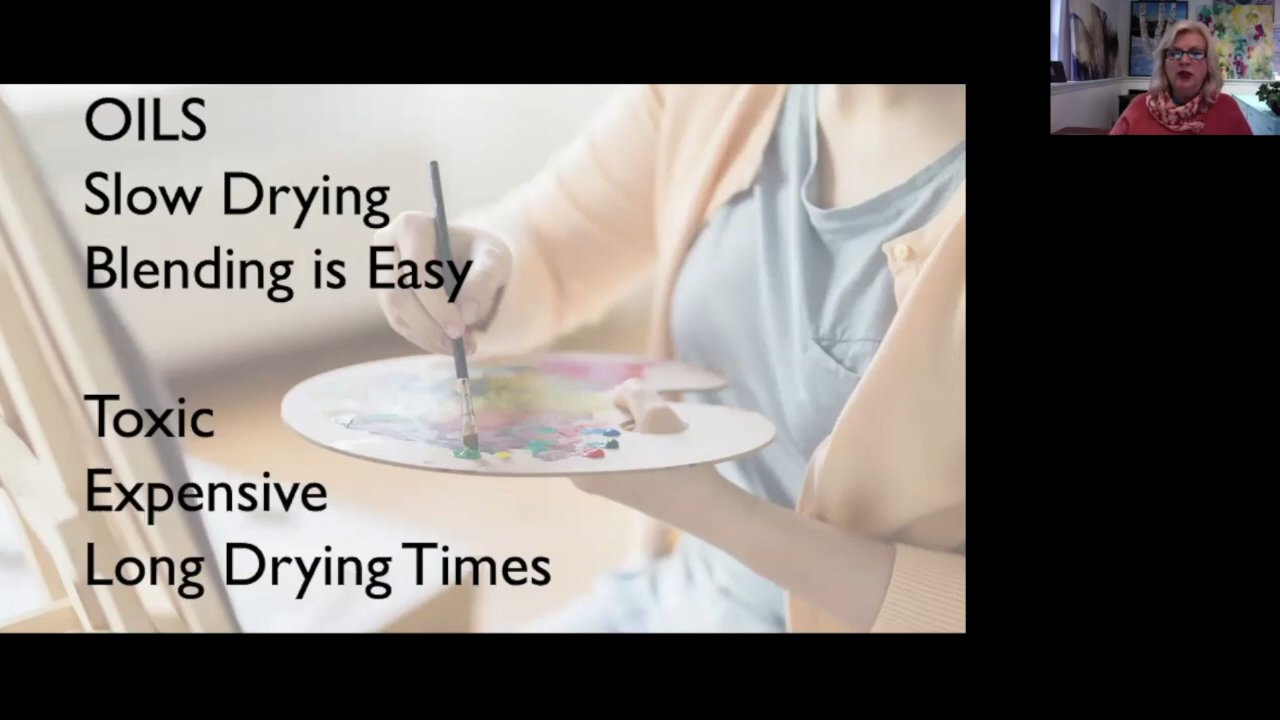 OILS
Slow Drying
Blending is Easy
Toxic
Expensive
Long Drying Times